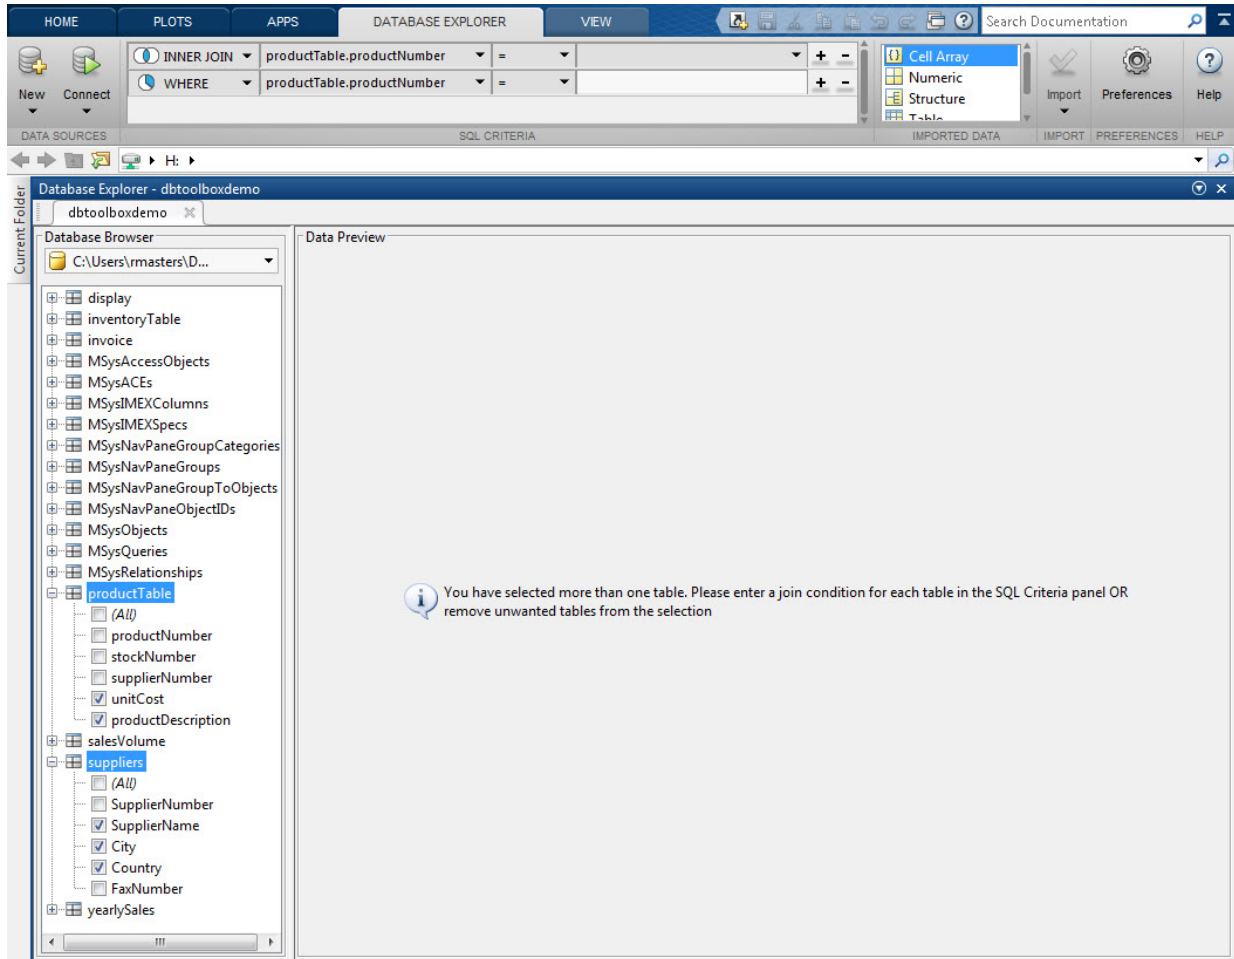 HOME PLOTS APPS DATABASE EXPLORER VIEW Search Documentation
INNER JOIN productTable.productNumber = + -
WHERE productTable.productNumber = + -
New Connect
Cell Array
Numeric
Structure
Table
Import Preferences Help
DATA SOURCES SQL CRITERIA IMPORTED DATA IMPORT PREFERENCES HELP
H:
Current Folder
Database Explorer - dbtoolboxdemo
dbtoolboxdemo
Database Browser
C:\Users\rmasters\D...
display
inventoryTable
invoice
MSysAccessObjects
MSysACEs
MSysIMEXColumns
MSysIMEXSpecs
MSysNavPaneGroupCategories
MSysNavPaneGroups
MSysNavPaneGroupToObjects
MSysNavPaneObjectIDs
MSysObjects
MSysQueries
MSysRelationships
productTable
(All)
productNumber
stockNumber
supplierNumber
unitCost
productDescription
salesVolume
suppliers
(All)
SupplierNumber
SupplierName
City
Country
FaxNumber
yearlySales
Data Preview
You have selected more than one table. Please enter a join condition for each table in the SQL Criteria panel OR
remove unwanted tables from the selection